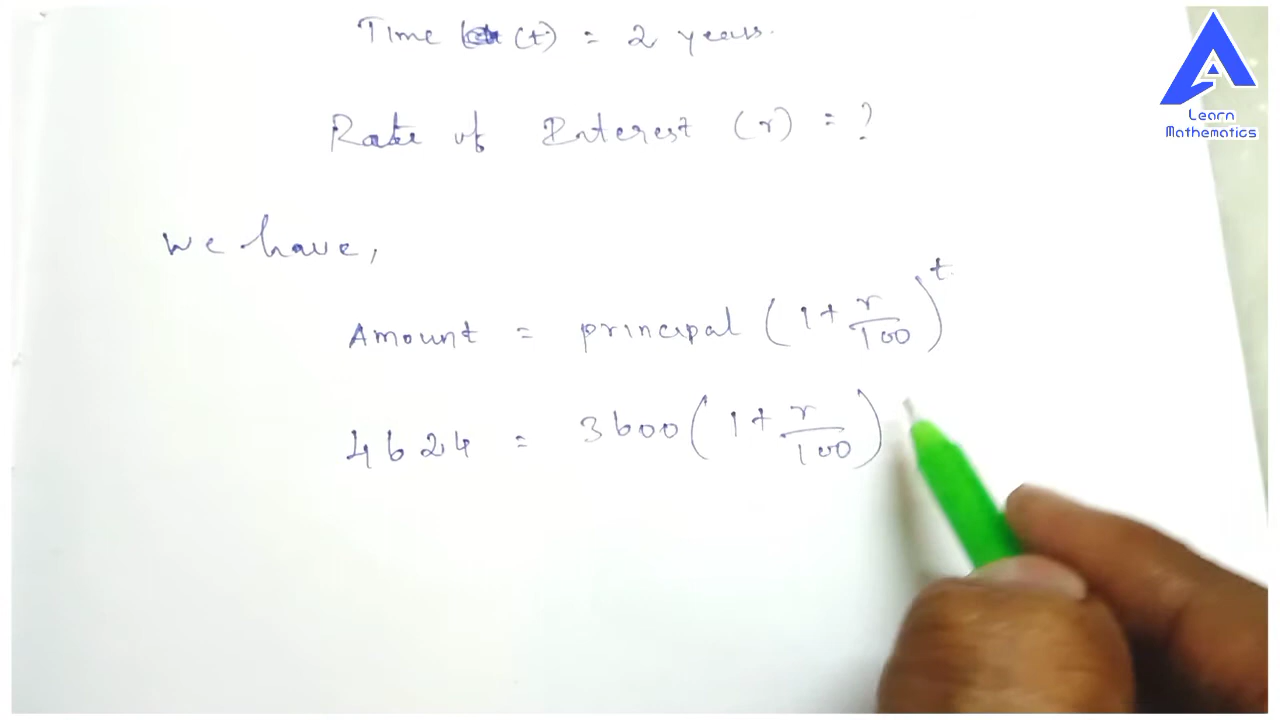 Time (t) = 2 years.
Rate of Interest (r) = ?
We have,
Amount = principal (1 + r/100)^t
4624 = 3600 (1 + r/100)
Learn
Mathematics